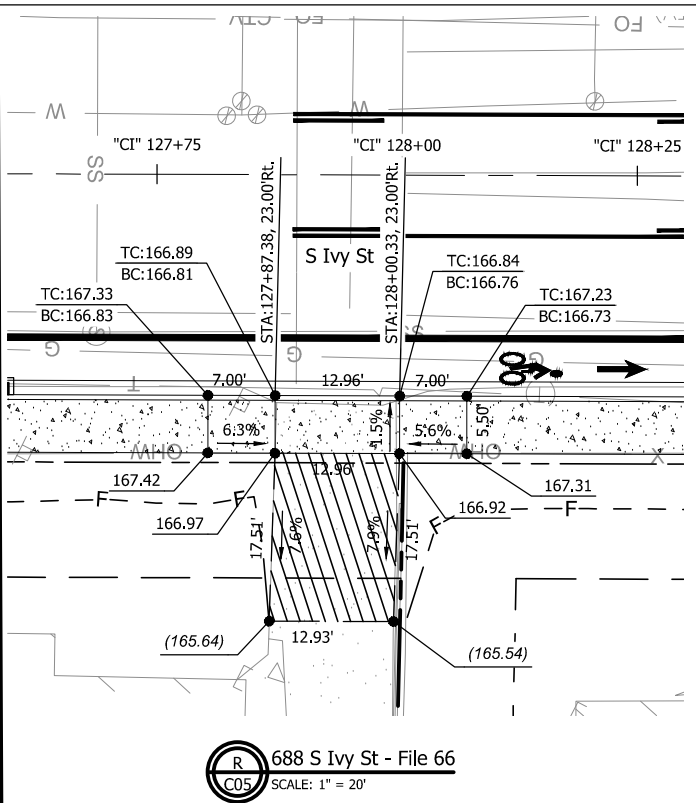 FO
W
W
"CI" 127+75
"CI" 128+00
"CI" 128+25
SS
STA:127+87.38, 23.00'Rt.
STA:128+00.33, 23.00'Rt.
S Ivy St
TC:166.89
BC:166.81
TC:166.84
BC:166.76
TC:167.33
BC:166.83
TC:167.23
BC:166.73
G
G
G
T
(T)
7.00'
12.96'
7.00'
6.3%
1.5%
5.6%
5.50'
OHW
OHW
X
12.96'
167.42
167.31
166.97
166.92
F
F
F
F
17.51'
7.6%
7.9%
17.51'
(165.64)
12.93'
(165.54)
R
C05
688 S Ivy St - File 66
SCALE: 1" = 20'